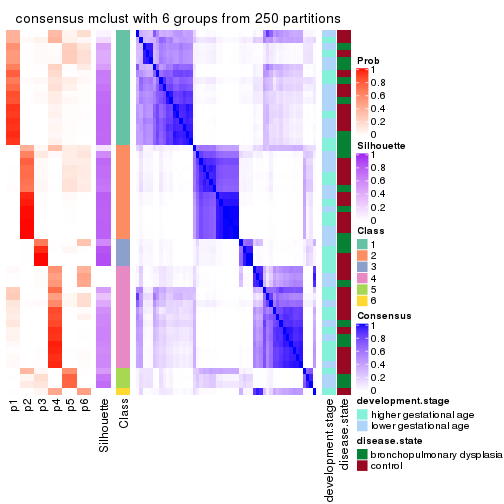 consensus mclust with 6 groups from 250 partitions
Prob
1
0.8
0.6
0.4
0.2
0
Silhouette
1
0.8
0.6
0.4
0.2
0
Class
1
2
3
4
5
6
Consensus
1
0.8
0.6
0.4
0.2
0
development.stage
higher gestational age
lower gestational age
disease.state
bronchopulmonary dysplasia
control
p1
p2
p3
p4
p5
p6
Silhouette
Class
development.stage
disease.state